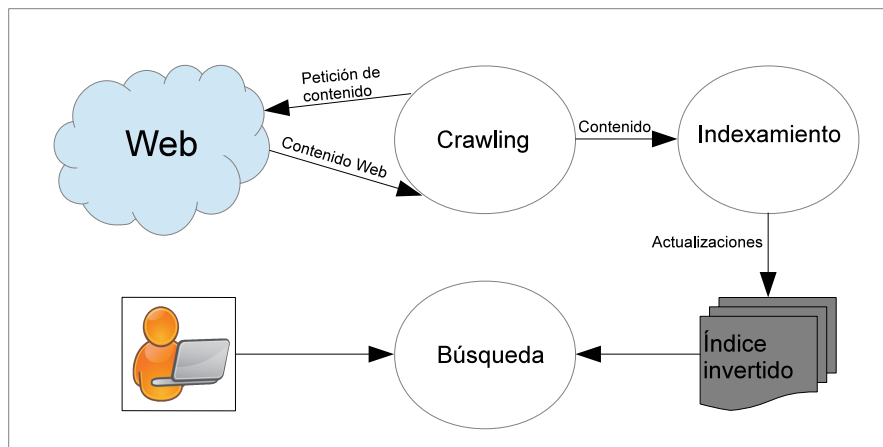 Petición de
contenido
Web
Crawling
Contenido
Indexamiento
Contenido Web
Actualizaciones
Búsqueda
Índice
invertido